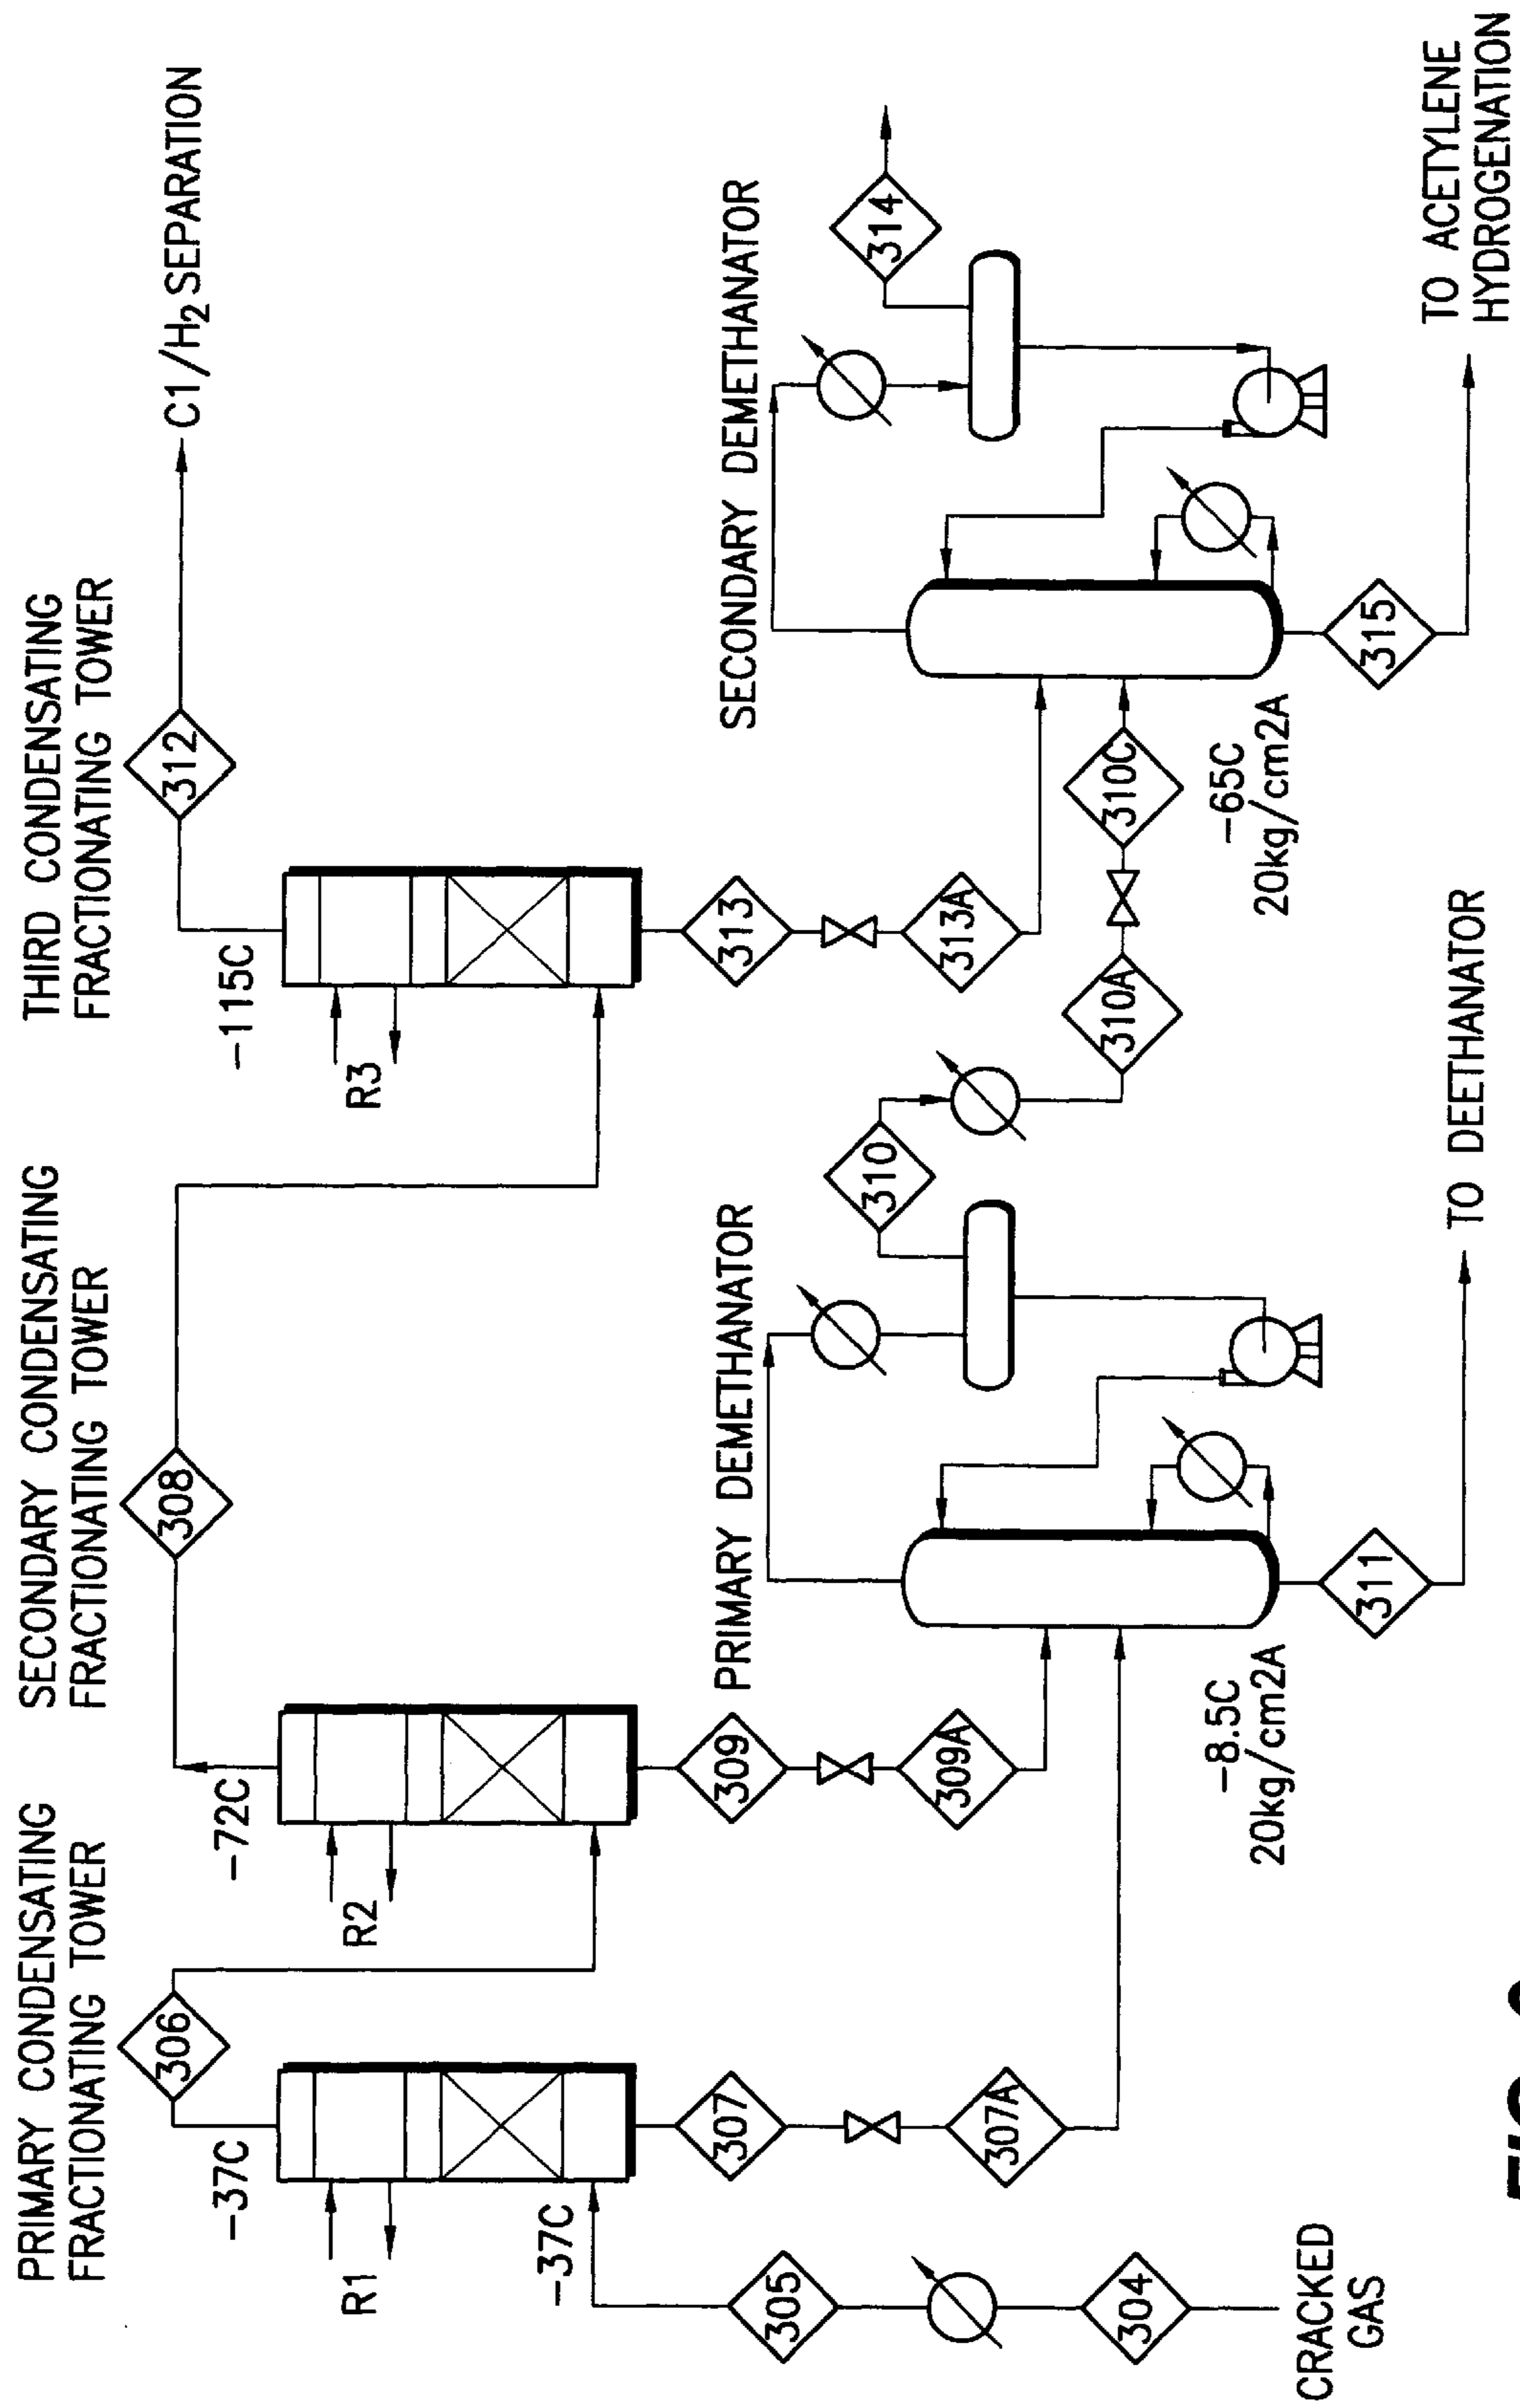 PRIMARY CONDENSATING
FRACTIONATING TOWER
SECONDARY CONDENSATING
FRACTIONATING TOWER
THIRD CONDENSATING
FRACTIONATING TOWER
306
308
312
C1/H2 SEPARATION
-37C
-72C
-115C
R1
R2
R3
-37C
305
304
CRACKED
GAS
307
307A
309
309A
313
313A
PRIMARY DEMETHANATOR
SECONDARY DEMETHANATOR
310
310A
310C
314
-8.5C
20kg/cm2A
-65C
20kg/cm2A
311
315
TO DEETHANATOR
TO ACETYLENE
HYDROGENATION